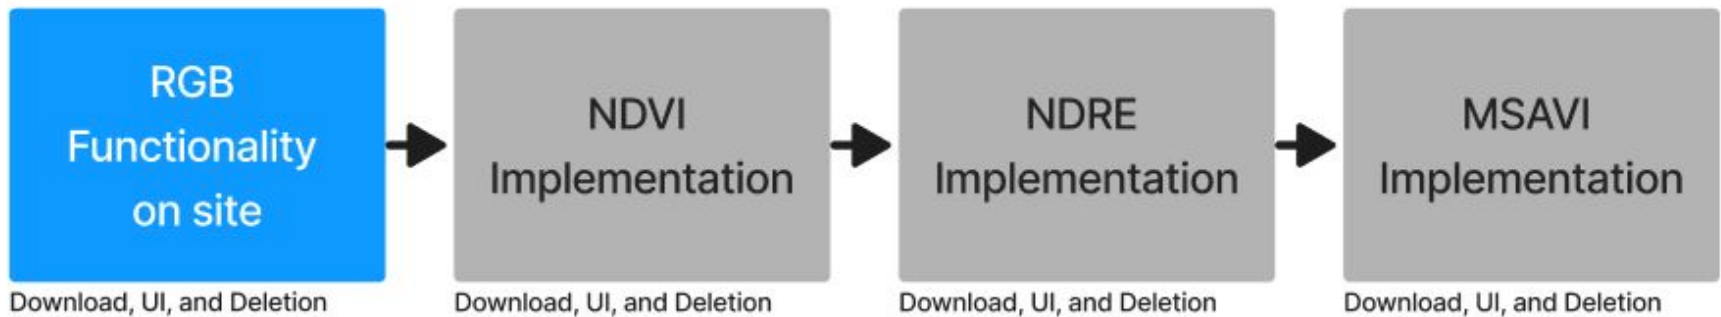 RGB
Functionality
on site
Download, UI, and Deletion
NDVI
Implementation
Download, UI, and Deletion
NDRE
Implementation
Download, UI, and Deletion
MSAVI
Implementation
Download, UI, and Deletion